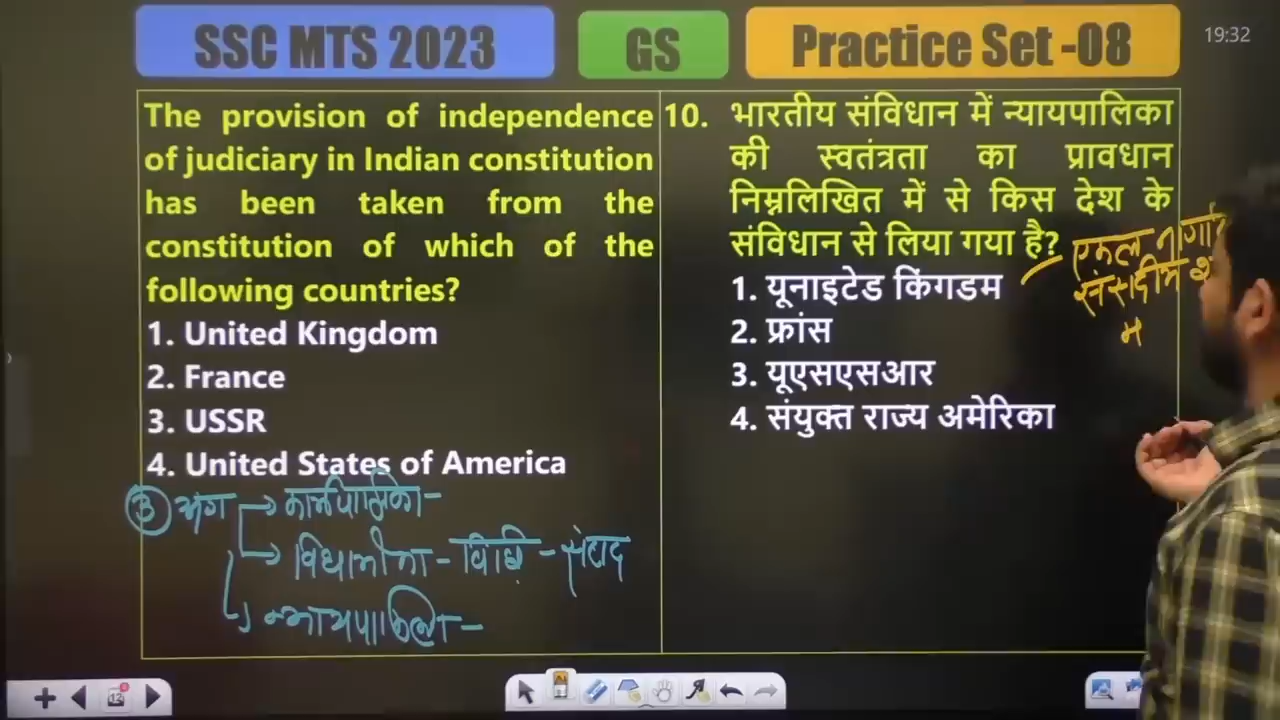 SSC MTS 2023
GS
Practice Set -08
19:32
The provision of independence
of judiciary in Indian constitution
has been taken from the
constitution of which of the
following countries?
1. United Kingdom
2. France
3. USSR
4. United States of America
10. भारतीय संविधान में न्यायपालिका
की स्वतंत्रता का प्रावधान
निम्नलिखित में से किस देश के
संविधान से लिया गया है?
1. यूनाइटेड किंगडम
2. फ्रांस
3. यूएसएसआर
4. संयुक्त राज्य अमेरिका
एकल
③ अंग → कार्यपालिका -
→ विधायीका - विधि - संसद
→ न्यायपालिका -